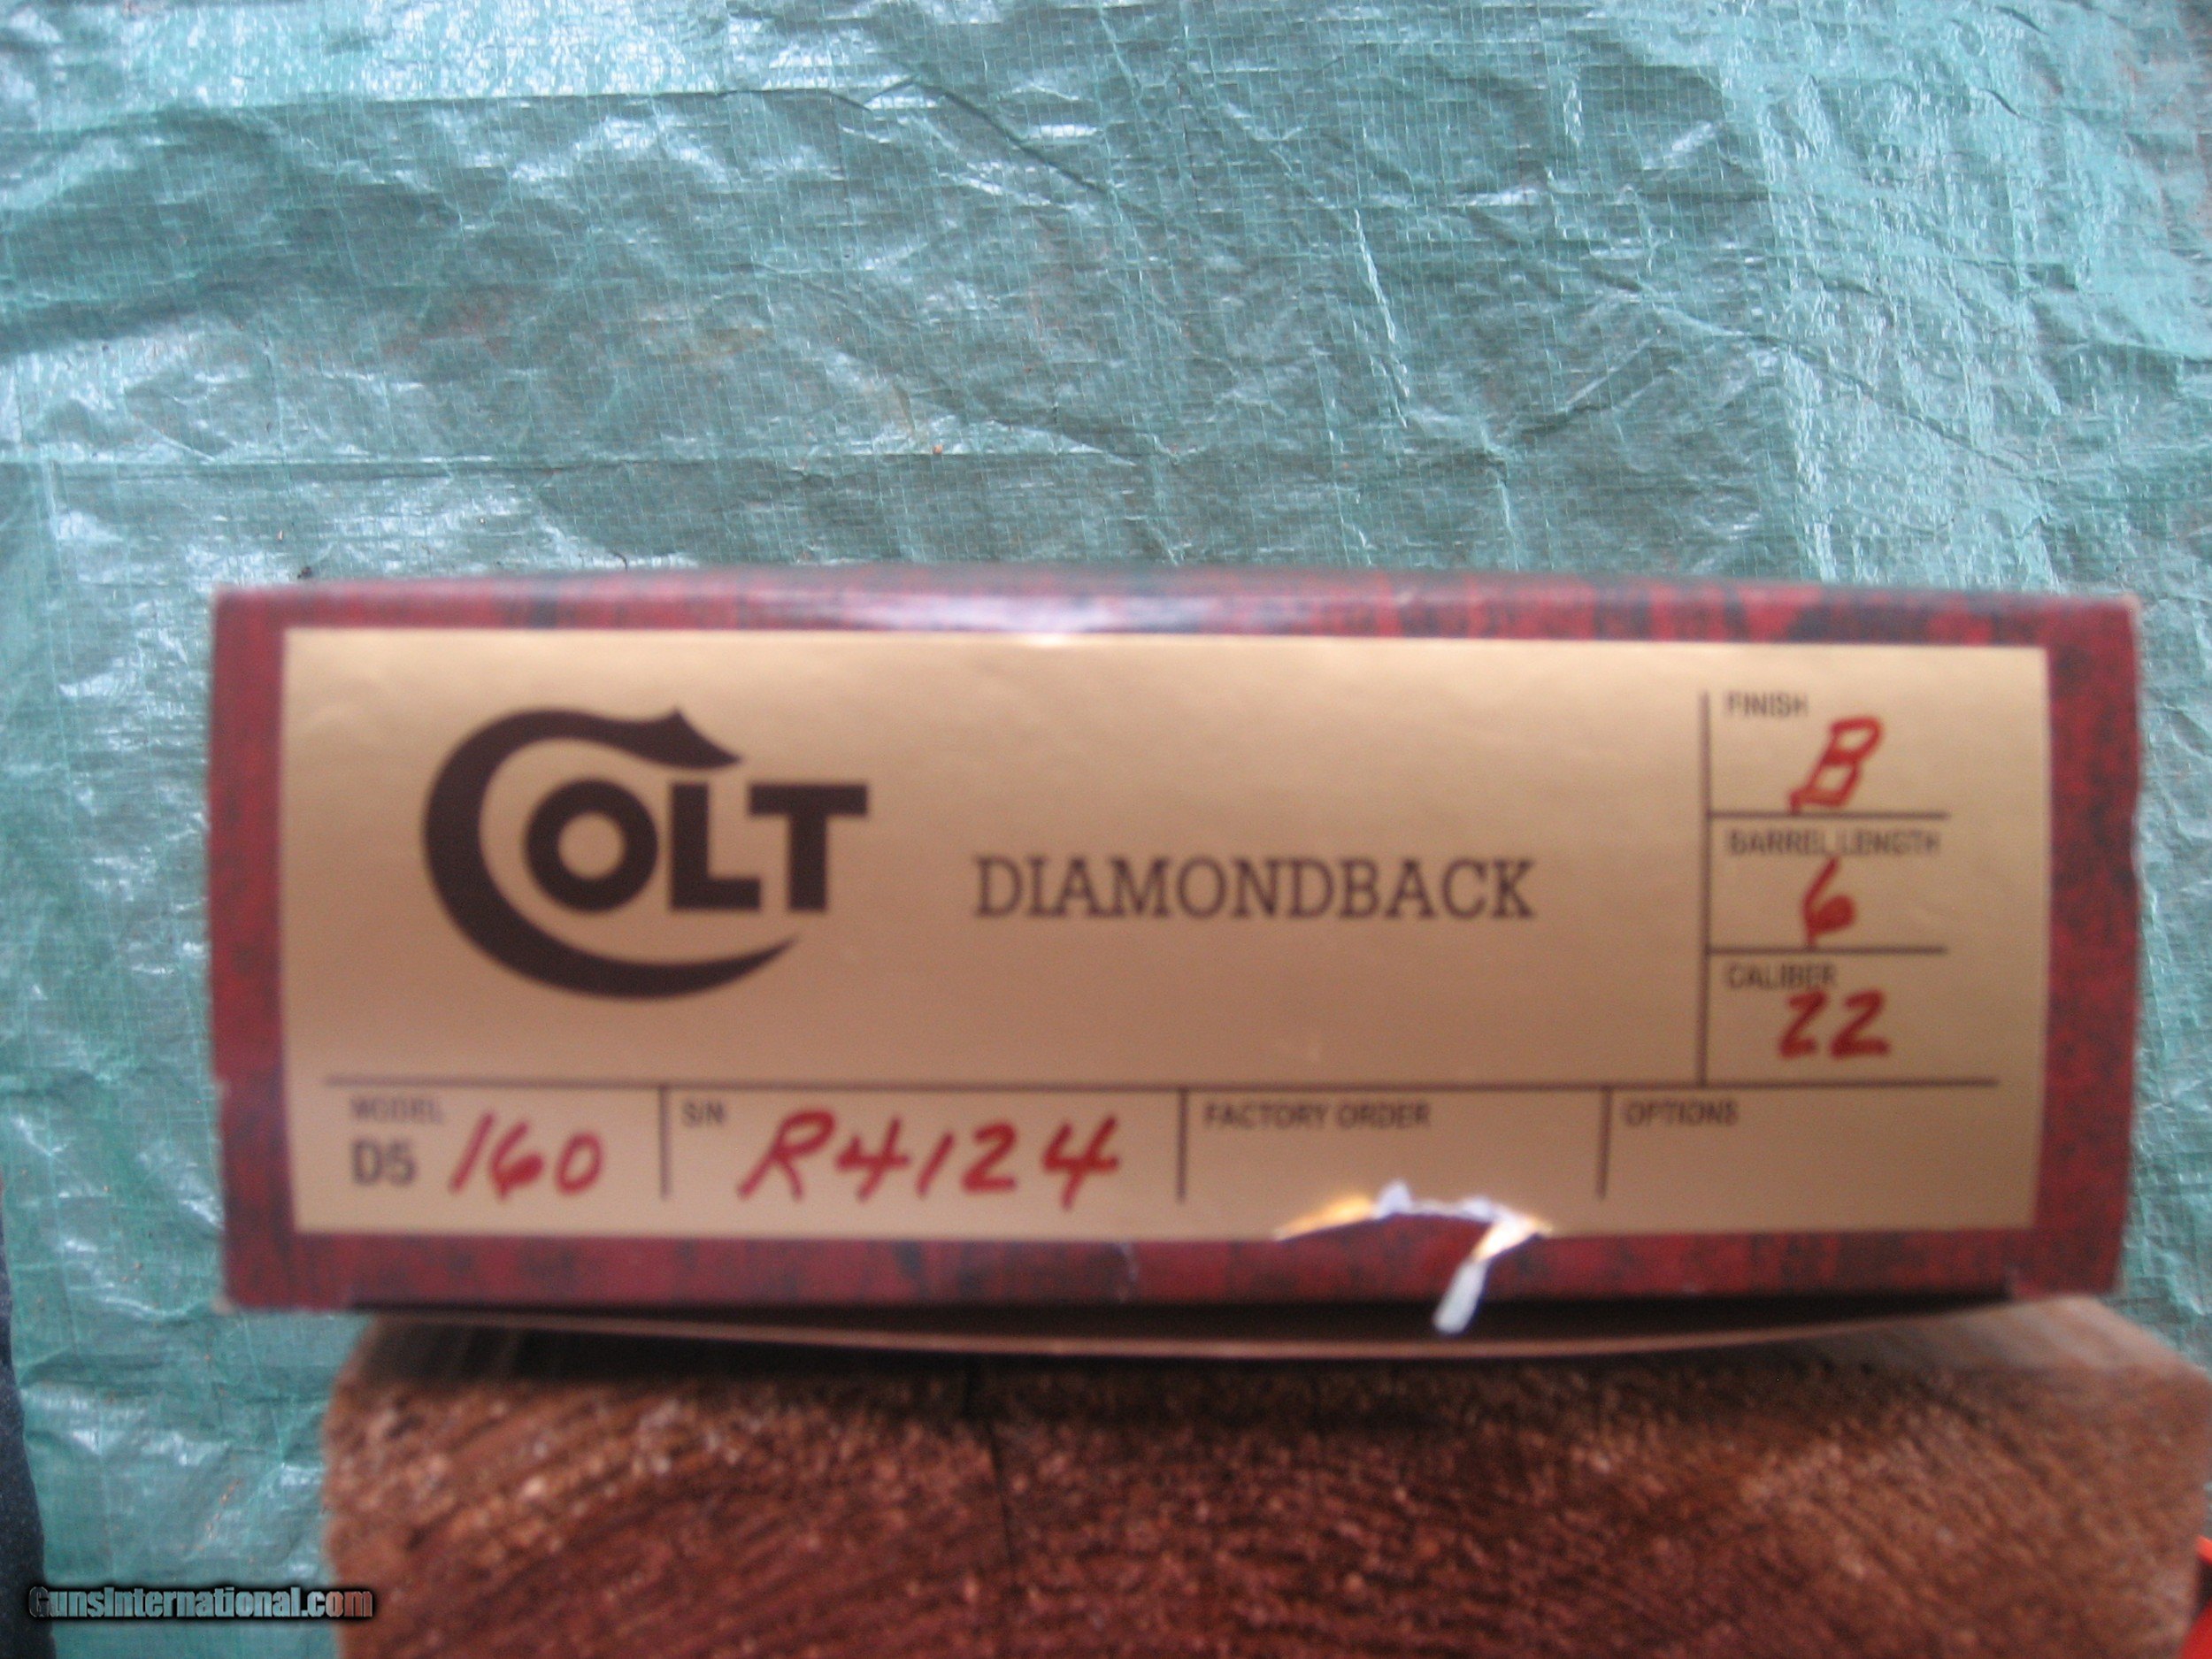 COLT
DIAMONDBACK
FINISH
B
BARREL LENGTH
6
CALIBER
22
MODEL
D5 160
S/N
R4124
FACTORY ORDER
OPTIONS
GunsInternational.com